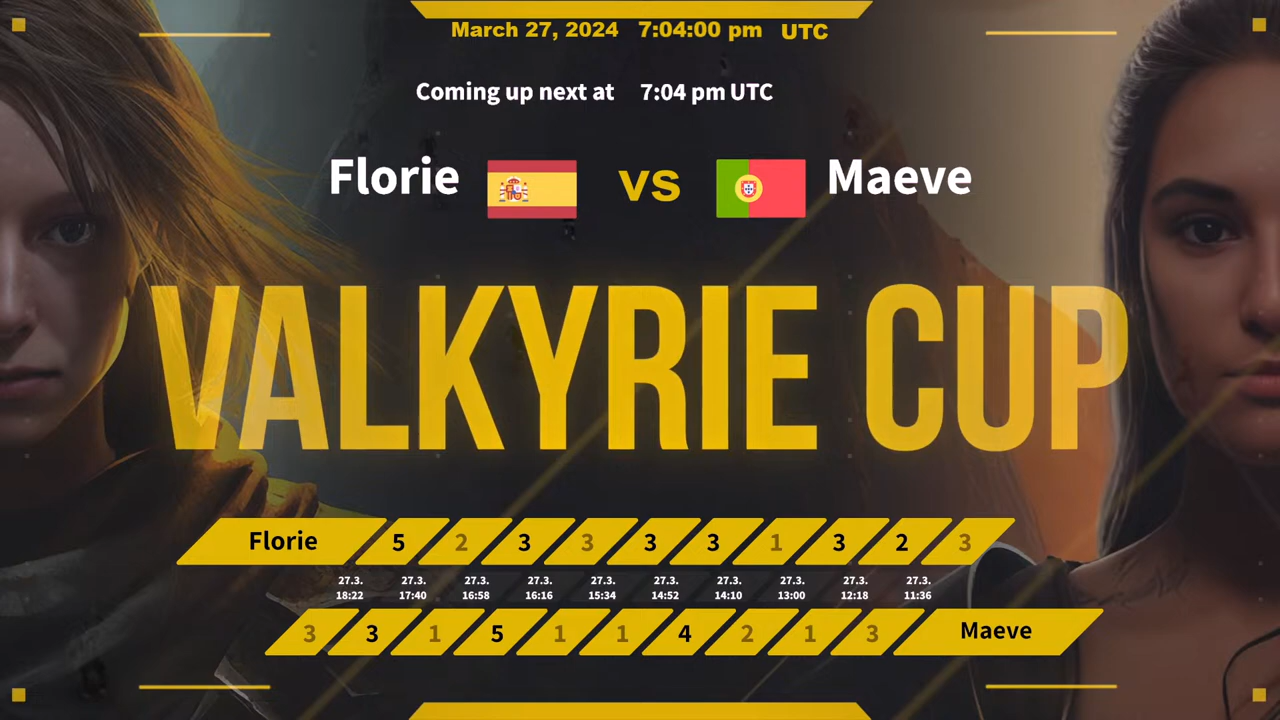 March 27, 2024 7:04:00 pm UTC
Coming up next at 7:04 pm UTC
Florie VS Maeve
VALKYRIE CUP
Florie 5 2 3 3 3 3 1 3 2 3
27.3. 27.3. 27.3. 27.3. 27.3. 27.3. 27.3. 27.3. 27.3. 27.3.
18:22 17:40 16:58 16:16 15:34 14:52 14:10 13:00 12:18 11:36
3 3 1 5 1 1 4 2 1 3 Maeve